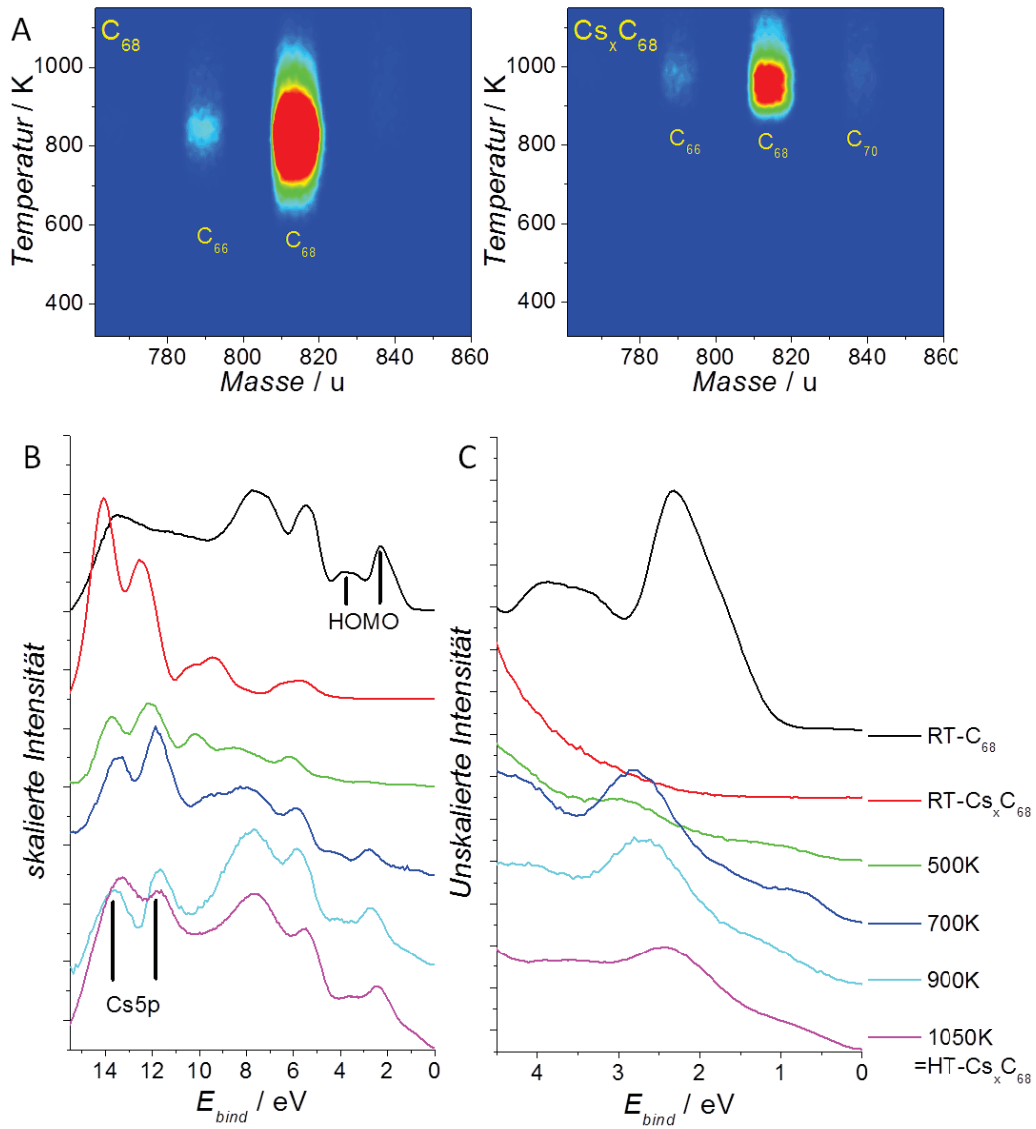 A
C₆₈
Temperatur / K
1000
800
600
400
C₆₆
C₆₈
780
800
820
840
860
Masse / u
CsₓC₆₈
Temperatur / K
1000
800
600
400
C₆₆
C₆₈
C₇₀
780
800
820
840
860
Masse / u
B
skalierte Intensität
HOMO
Cs5p
14
12
10
8
6
4
2
0
E_bind / eV
C
Unskalierte Intensität
RT-C₆₈
RT-CsₓC₆₈
500K
700K
900K
1050K
=HT-CsₓC₆₈
4
3
2
1
0
E_bind / eV